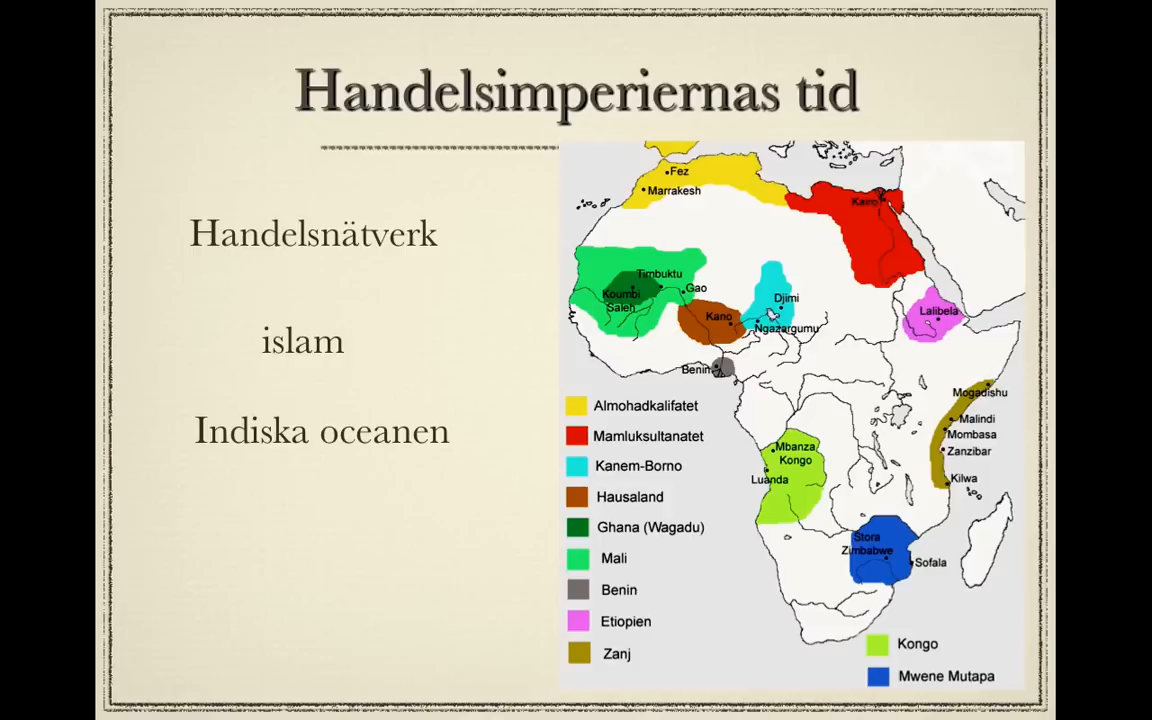 Handelsimperiernas tid
Handelsnätverk
islam
Indiska oceanen
Fez
Marrakesh
Kairo
Timbuktu
Koumbi
Saleh
Gao
Kano
Djimi
Ngazargumu
Lalibela
Benin
Mogadishu
Malindi
Mombasa
Zanzibar
Kilwa
Mbanza
Kongo
Luanda
Stora
Zimbabwe
Sofala
Almohadkalifatet
Mamluksultanatet
Kanem-Borno
Hausaland
Ghana (Wagadu)
Mali
Benin
Etiopien
Zanj
Kongo
Mwene Mutapa